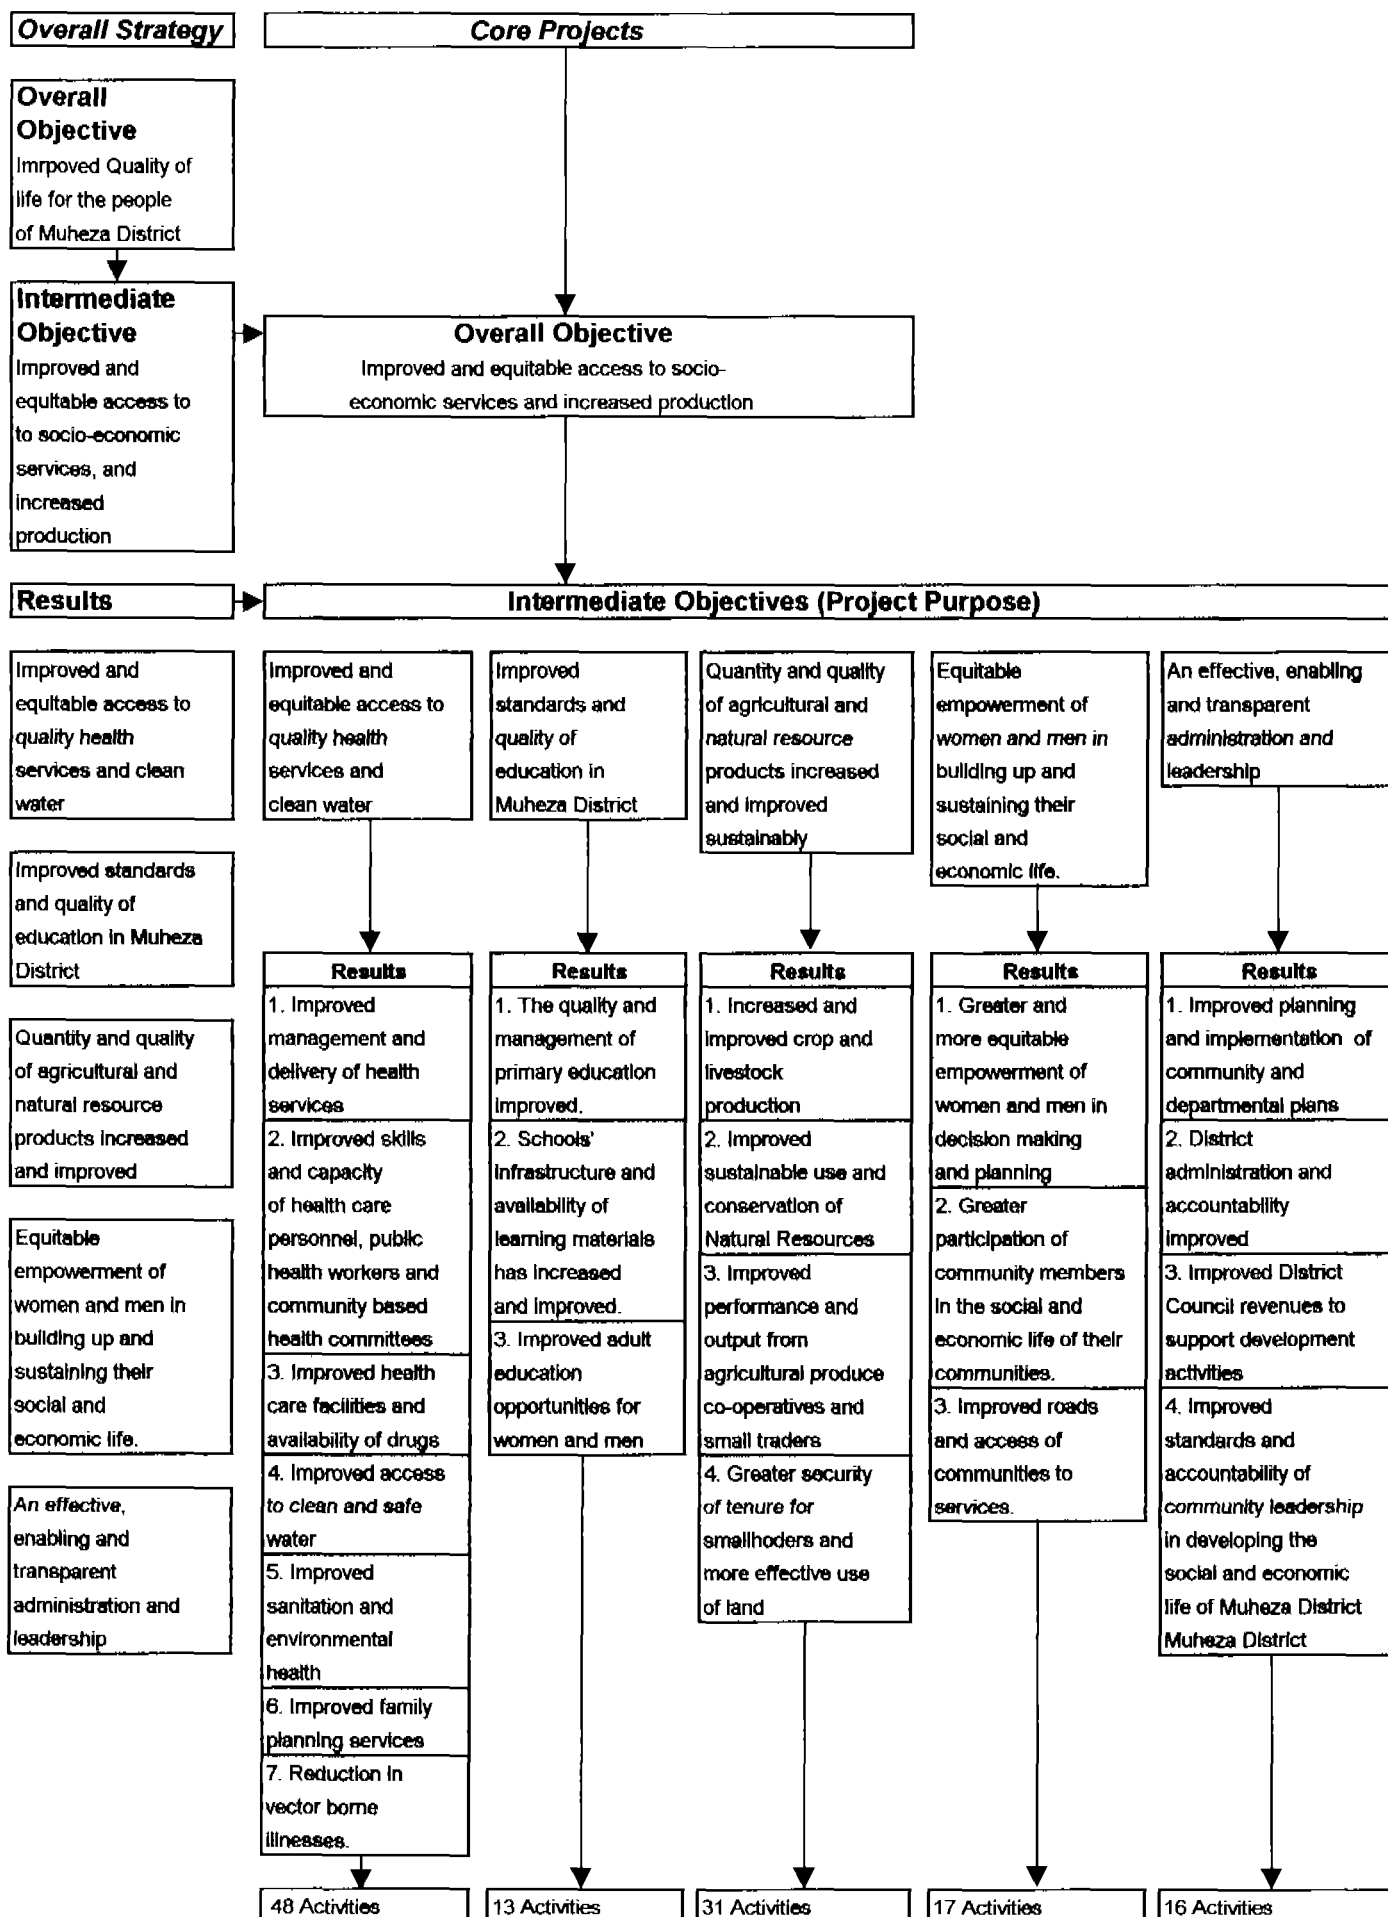 Overall Strategy
Core Projects
Overall
Objective
Imrpoved Quality of
life for the people
of Muheza District
Intermediate
Objective
Improved and
equitable access to
to socio-economic
services, and
increased
production
Overall Objective
Improved and equitable access to socio-
economic services and increased production
Results
Intermediate Objectives (Project Purpose)
Improved and
equitable access to
quality health
services and clean
water
Improved standards
and quality of
education in Muheza
District
Quantity and quality
of agricultural and
natural resource
products increased
and improved
Equitable
empowerment of
women and men in
building up and
sustaining their
social and
economic life.
An effective,
enabling and
transparent
administration and
leadership
Improved and
equitable access to
quality health
services and
clean water
Results
1. Improved
management and
delivery of health
services
2. Improved skills
and capacity
of health care
personnel, public
health workers and
community based
health committees
3. Improved health
care facilities and
availability of drugs
4. Improved access
to clean and safe
water
5. Improved
sanitation and
environmental
health
6. Improved family
planning services
7. Reduction in
vector borne
illnesses.
48 Activities
Improved
standards and
quality of
education in
Muheza District
Results
1. The quality and
management of
primary education
improved.
2. Schools'
infrastructure and
availability of
learning materials
has increased
and improved.
3. Improved adult
education
opportunities for
women and men
13 Activities
Quantity and quality
of agricultural and
natural resource
products increased
and improved
sustainably
Results
1. Increased and
improved crop and
livestock
production
2. Improved
sustainable use and
conservation of
Natural Resources
3. Improved
performance and
output from
agricultural produce
co-operatives and
small traders
4. Greater security
of tenure for
smallhoders and
more effective use
of land
31 Activities
Equitable
empowerment of
women and men in
building up and
sustaining their
social and
economic life.
Results
1. Greater and
more equitable
empowerment of
women and men in
decision making
and planning
2. Greater
participation of
community members
in the social and
economic life of their
communities.
3. Improved roads
and access of
communities to
services.
17 Activities
An effective, enabling
and transparent
administration and
leadership
Results
1. Improved planning
and implementation of
community and
departmental plans
2. District
administration and
accountability
improved
3. Improved District
Council revenues to
support development
activities
4. Improved
standards and
accountability of
community leadership
in developing the
social and economic
life of Muheza District
Muheza District
16 Activities